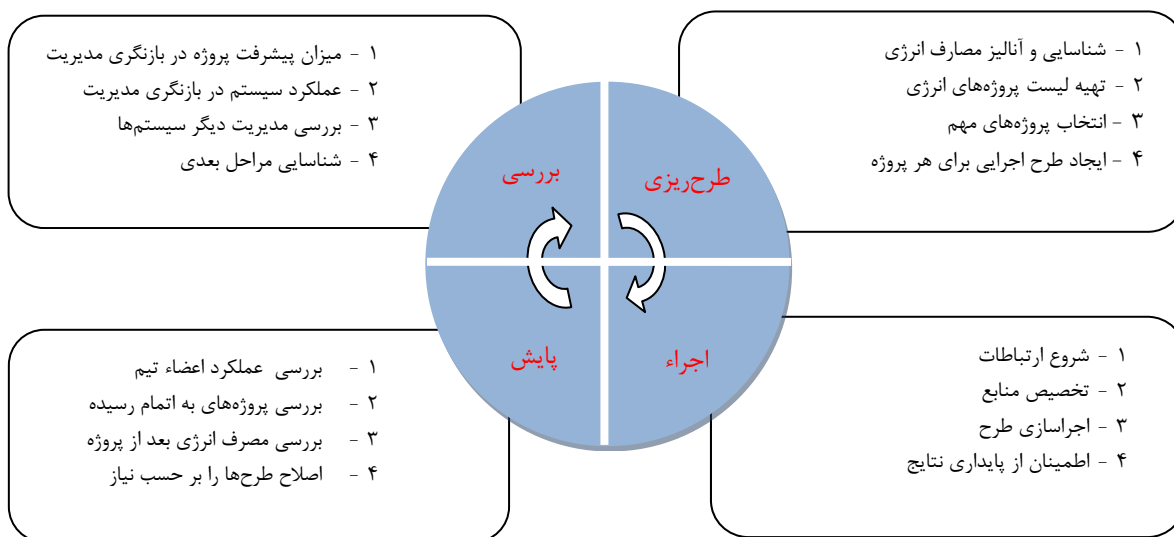 ۱ - شناسایی و آنالیز مصارف انرژی
۲ - تهیه لیست پروژه‌های انرژی
۳ - انتخاب پروژه‌های مهم
۴ - ایجاد طرح اجرایی برای هر پروژه
۱ - میزان پیشرفت پروژه در بازنگری مدیریت
۲ - عملکرد سیستم در بازنگری مدیریت
۳ - بررسی مدیریت دیگر سیستم‌ها
۴ - شناسایی مراحل بعدی
طرح‌ریزی
بررسی
اجراء
پایش
۱ - شروع ارتباطات
۲ - تخصیص منابع
۳ - اجراسازی طرح
۴ - اطمینان از پایداری نتایج
۱ - بررسی عملکرد اعضاء تیم
۲ - بررسی پروژه‌های به اتمام رسیده
۳ - بررسی مصرف انرژی بعد از پروژه
۴ - اصلاح طرح‌ها را بر حسب نیاز